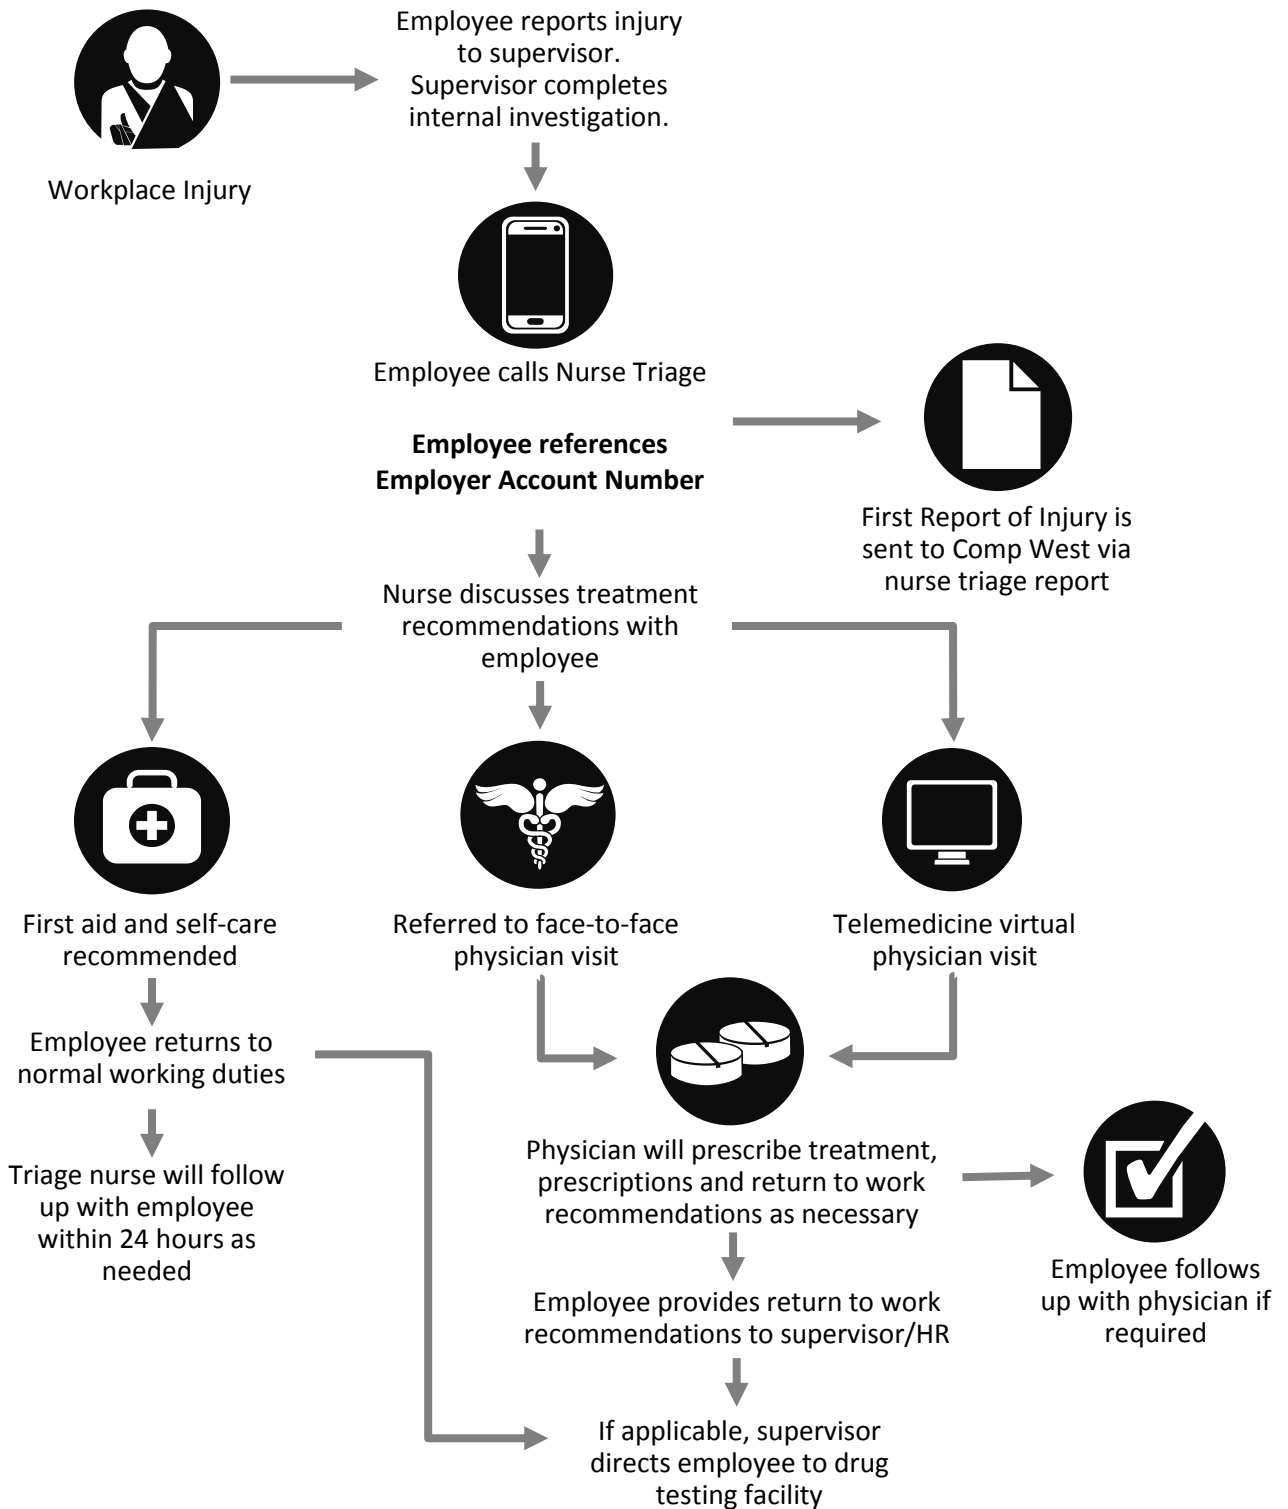 Employee reports injury
to supervisor.
Supervisor completes
internal investigation.
Workplace Injury
Employee calls Nurse Triage
Employee references
Employer Account Number
First Report of Injury is
sent to Comp West via
nurse triage report
Nurse discusses treatment
recommendations with
employee
First aid and self-care
recommended
Referred to face-to-face
physician visit
Telemedicine virtual
physician visit
Employee returns to
normal working duties
Triage nurse will follow
up with employee
within 24 hours as
needed
Physician will prescribe treatment,
prescriptions and return to work
recommendations as necessary
Employee follows
up with physician if
required
Employee provides return to work
recommendations to supervisor/HR
If applicable, supervisor
directs employee to drug
testing facility